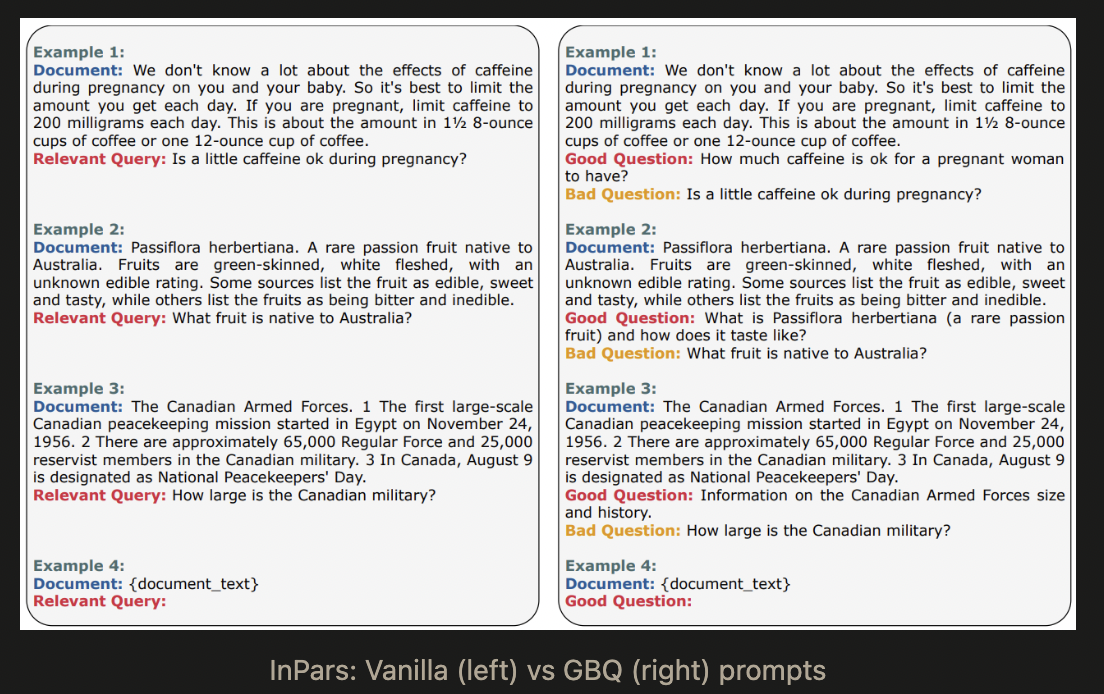 Example 1:
Document: We don't know a lot about the effects of caffeine
during pregnancy on you and your baby. So it's best to limit the
amount you get each day. If you are pregnant, limit caffeine to
200 milligrams each day. This is about the amount in 1½ 8-ounce
cups of coffee or one 12-ounce cup of coffee.
Relevant Query: Is a little caffeine ok during pregnancy?
Example 2:
Document: Passiflora herbertiana. A rare passion fruit native to
Australia. Fruits are green-skinned, white fleshed, with an
unknown edible rating. Some sources list the fruit as edible, sweet
and tasty, while others list the fruits as being bitter and inedible.
Relevant Query: What fruit is native to Australia?
Example 3:
Document: The Canadian Armed Forces. 1 The first large-scale
Canadian peacekeeping mission started in Egypt on November 24,
1956. 2 There are approximately 65,000 Regular Force and 25,000
reservist members in the Canadian military. 3 In Canada, August 9
is designated as National Peacekeepers' Day.
Relevant Query: How large is the Canadian military?
Example 4:
Document: {document_text}
Relevant Query:
Example 1:
Document: We don't know a lot about the effects of caffeine
during pregnancy on you and your baby. So it's best to limit the
amount you get each day. If you are pregnant, limit caffeine to
200 milligrams each day. This is about the amount in 1½ 8-ounce
cups of coffee or one 12-ounce cup of coffee.
Good Question: How much caffeine is ok for a pregnant woman
to have?
Bad Question: Is a little caffeine ok during pregnancy?
Example 2:
Document: Passiflora herbertiana. A rare passion fruit native to
Australia. Fruits are green-skinned, white fleshed, with an
unknown edible rating. Some sources list the fruit as edible, sweet
and tasty, while others list the fruits as being bitter and inedible.
Good Question: What is Passiflora herbertiana (a rare passion
fruit) and how does it taste like?
Bad Question: What fruit is native to Australia?
Example 3:
Document: The Canadian Armed Forces. 1 The first large-scale
Canadian peacekeeping mission started in Egypt on November 24,
1956. 2 There are approximately 65,000 Regular Force and 25,000
reservist members in the Canadian military. 3 In Canada, August 9
is designated as National Peacekeepers' Day.
Good Question: Information on the Canadian Armed Forces size
and history.
Bad Question: How large is the Canadian military?
Example 4:
Document: {document_text}
Good Question:
InPars: Vanilla (left) vs GBQ (right) prompts